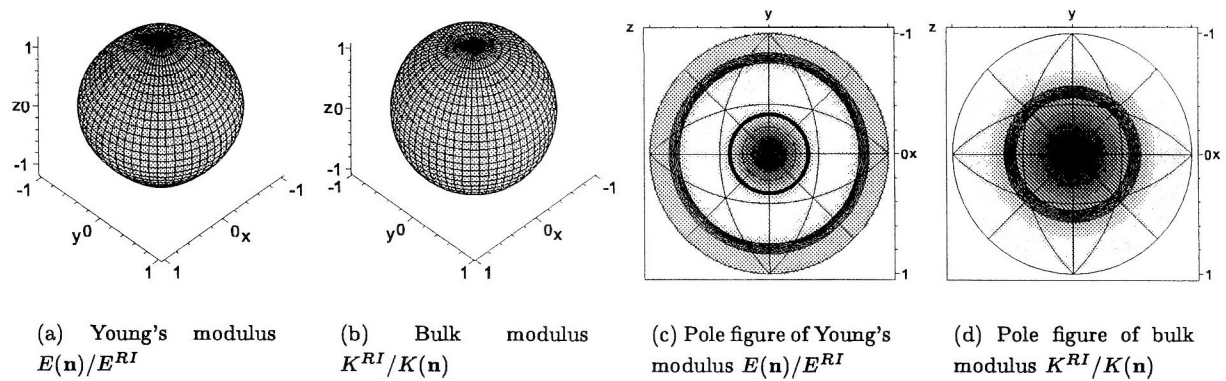 1
z0
-1
-1
y0
1
1
0x
-1
1
z0
-1
-1
y0
1
1
0x
-1
z
y
-1
0x
1
z
y
-1
0x
1
(a) Young's modulus
E(n)/E^{RI}
(b) Bulk modulus
K^{RI}/K(n)
(c) Pole figure of Young's
modulus E(n)/E^{RI}
(d) Pole figure of bulk
modulus K^{RI}/K(n)